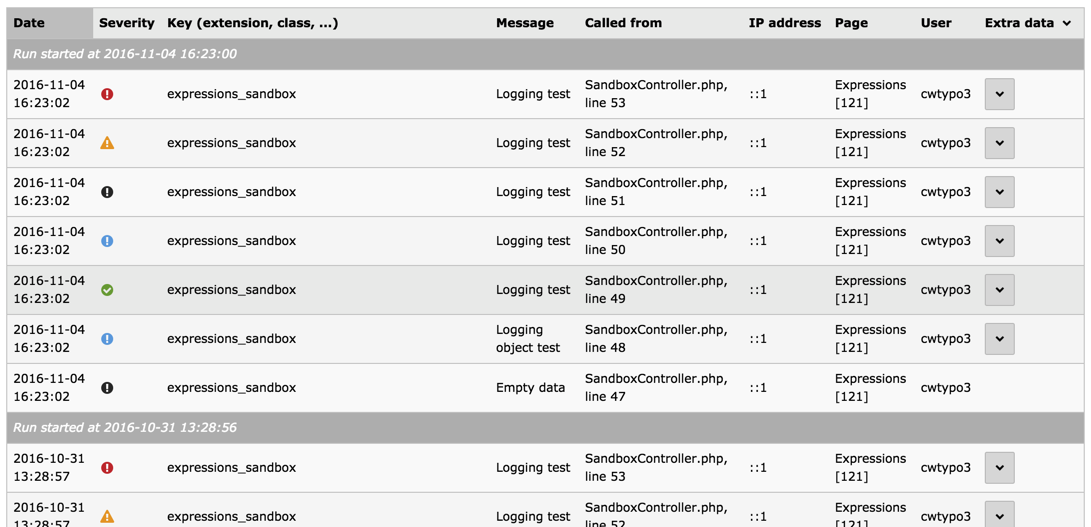 Date Severity Key (extension, class, ...) Message Called from IP address Page User Extra data
Run started at 2016-11-04 16:23:00
2016-11-04 16:23:02 expressions_sandbox Logging test SandboxController.php, line 53 ::1 Expressions [121] cwtypo3
2016-11-04 16:23:02 expressions_sandbox Logging test SandboxController.php, line 52 ::1 Expressions [121] cwtypo3
2016-11-04 16:23:02 expressions_sandbox Logging test SandboxController.php, line 51 ::1 Expressions [121] cwtypo3
2016-11-04 16:23:02 expressions_sandbox Logging test SandboxController.php, line 50 ::1 Expressions [121] cwtypo3
2016-11-04 16:23:02 expressions_sandbox Logging test SandboxController.php, line 49 ::1 Expressions [121] cwtypo3
2016-11-04 16:23:02 expressions_sandbox Logging object test SandboxController.php, line 48 ::1 Expressions [121] cwtypo3
2016-11-04 16:23:02 expressions_sandbox Empty data SandboxController.php, line 47 ::1 Expressions [121] cwtypo3
Run started at 2016-10-31 13:28:56
2016-10-31 13:28:57 expressions_sandbox Logging test SandboxController.php, line 53 ::1 Expressions [121] cwtypo3
2016-10-31 13:28:57 expressions_sandbox Logging test SandboxController.php, line 52 ::1 Expressions [121] cwtypo3